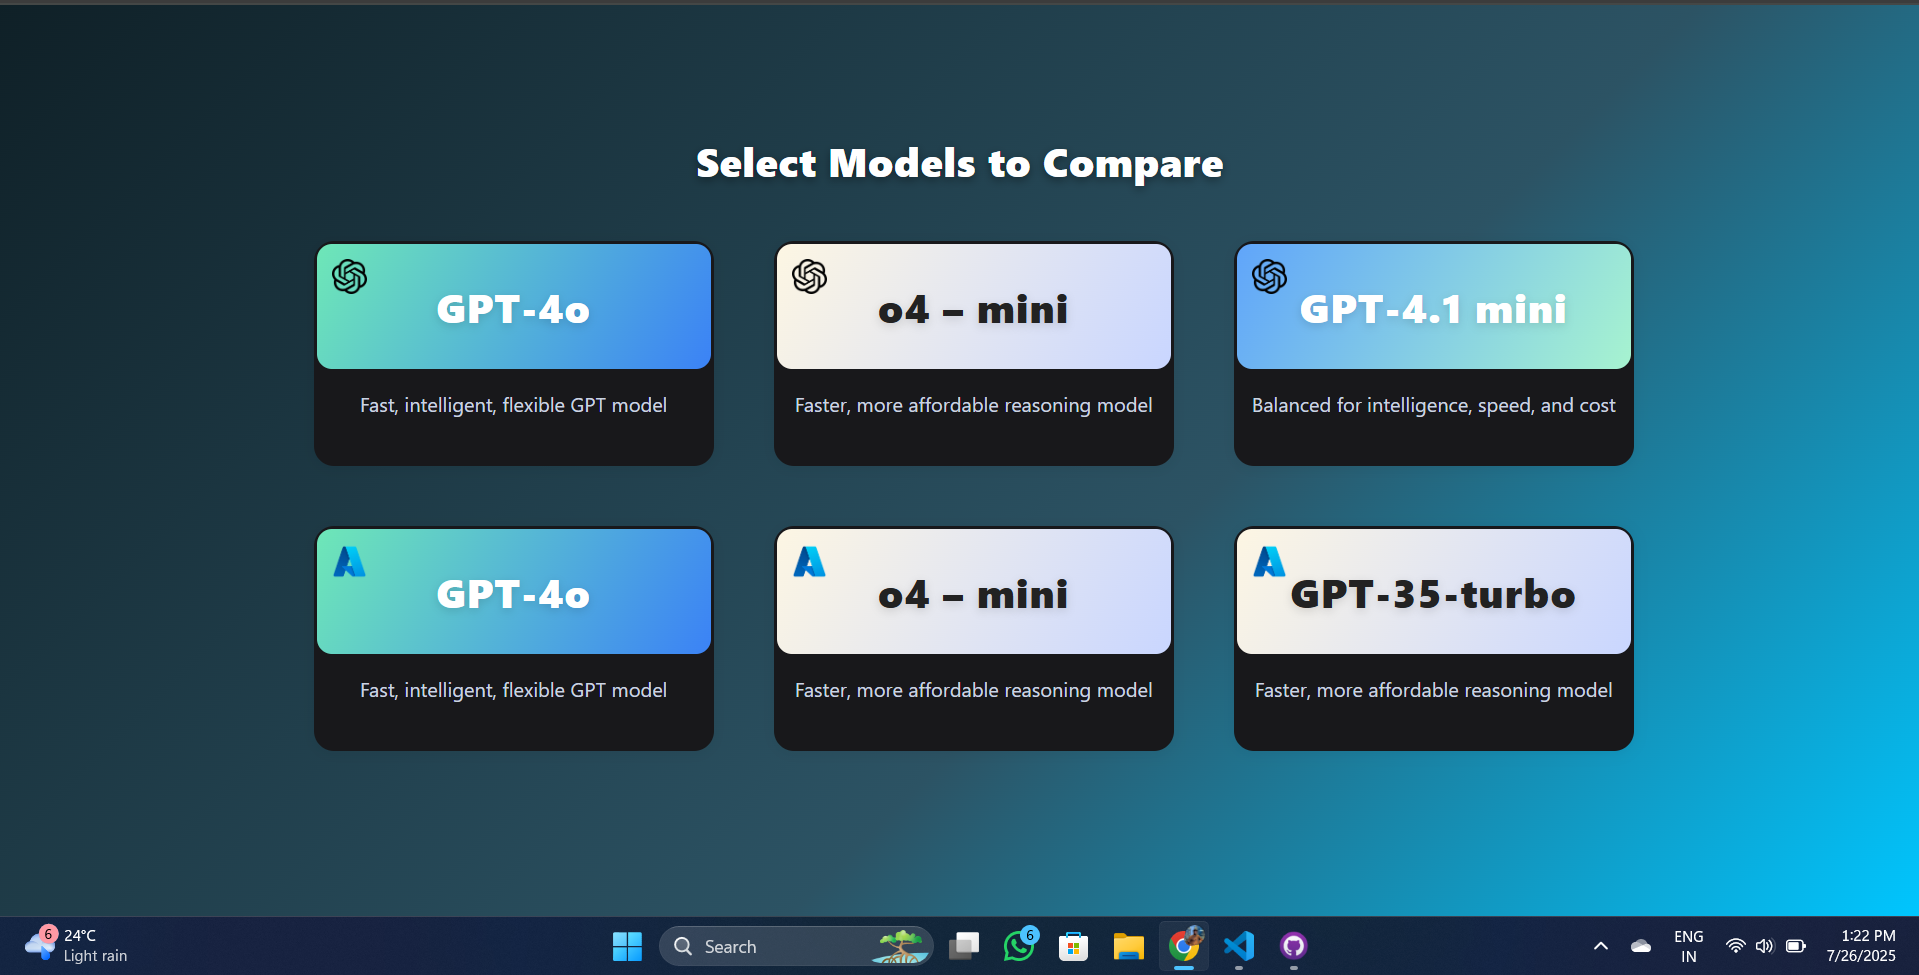 Select Models to Compare
GPT-4o
o4 – mini
GPT-4.1 mini
Fast, intelligent, flexible GPT model
Faster, more affordable reasoning model
Balanced for intelligence, speed, and cost
GPT-4o
o4 – mini
GPT-35-turbo
Fast, intelligent, flexible GPT model
Faster, more affordable reasoning model
Faster, more affordable reasoning model
6
24°C
Light rain
Search
6
ENG
IN
1:22 PM
7/26/2025